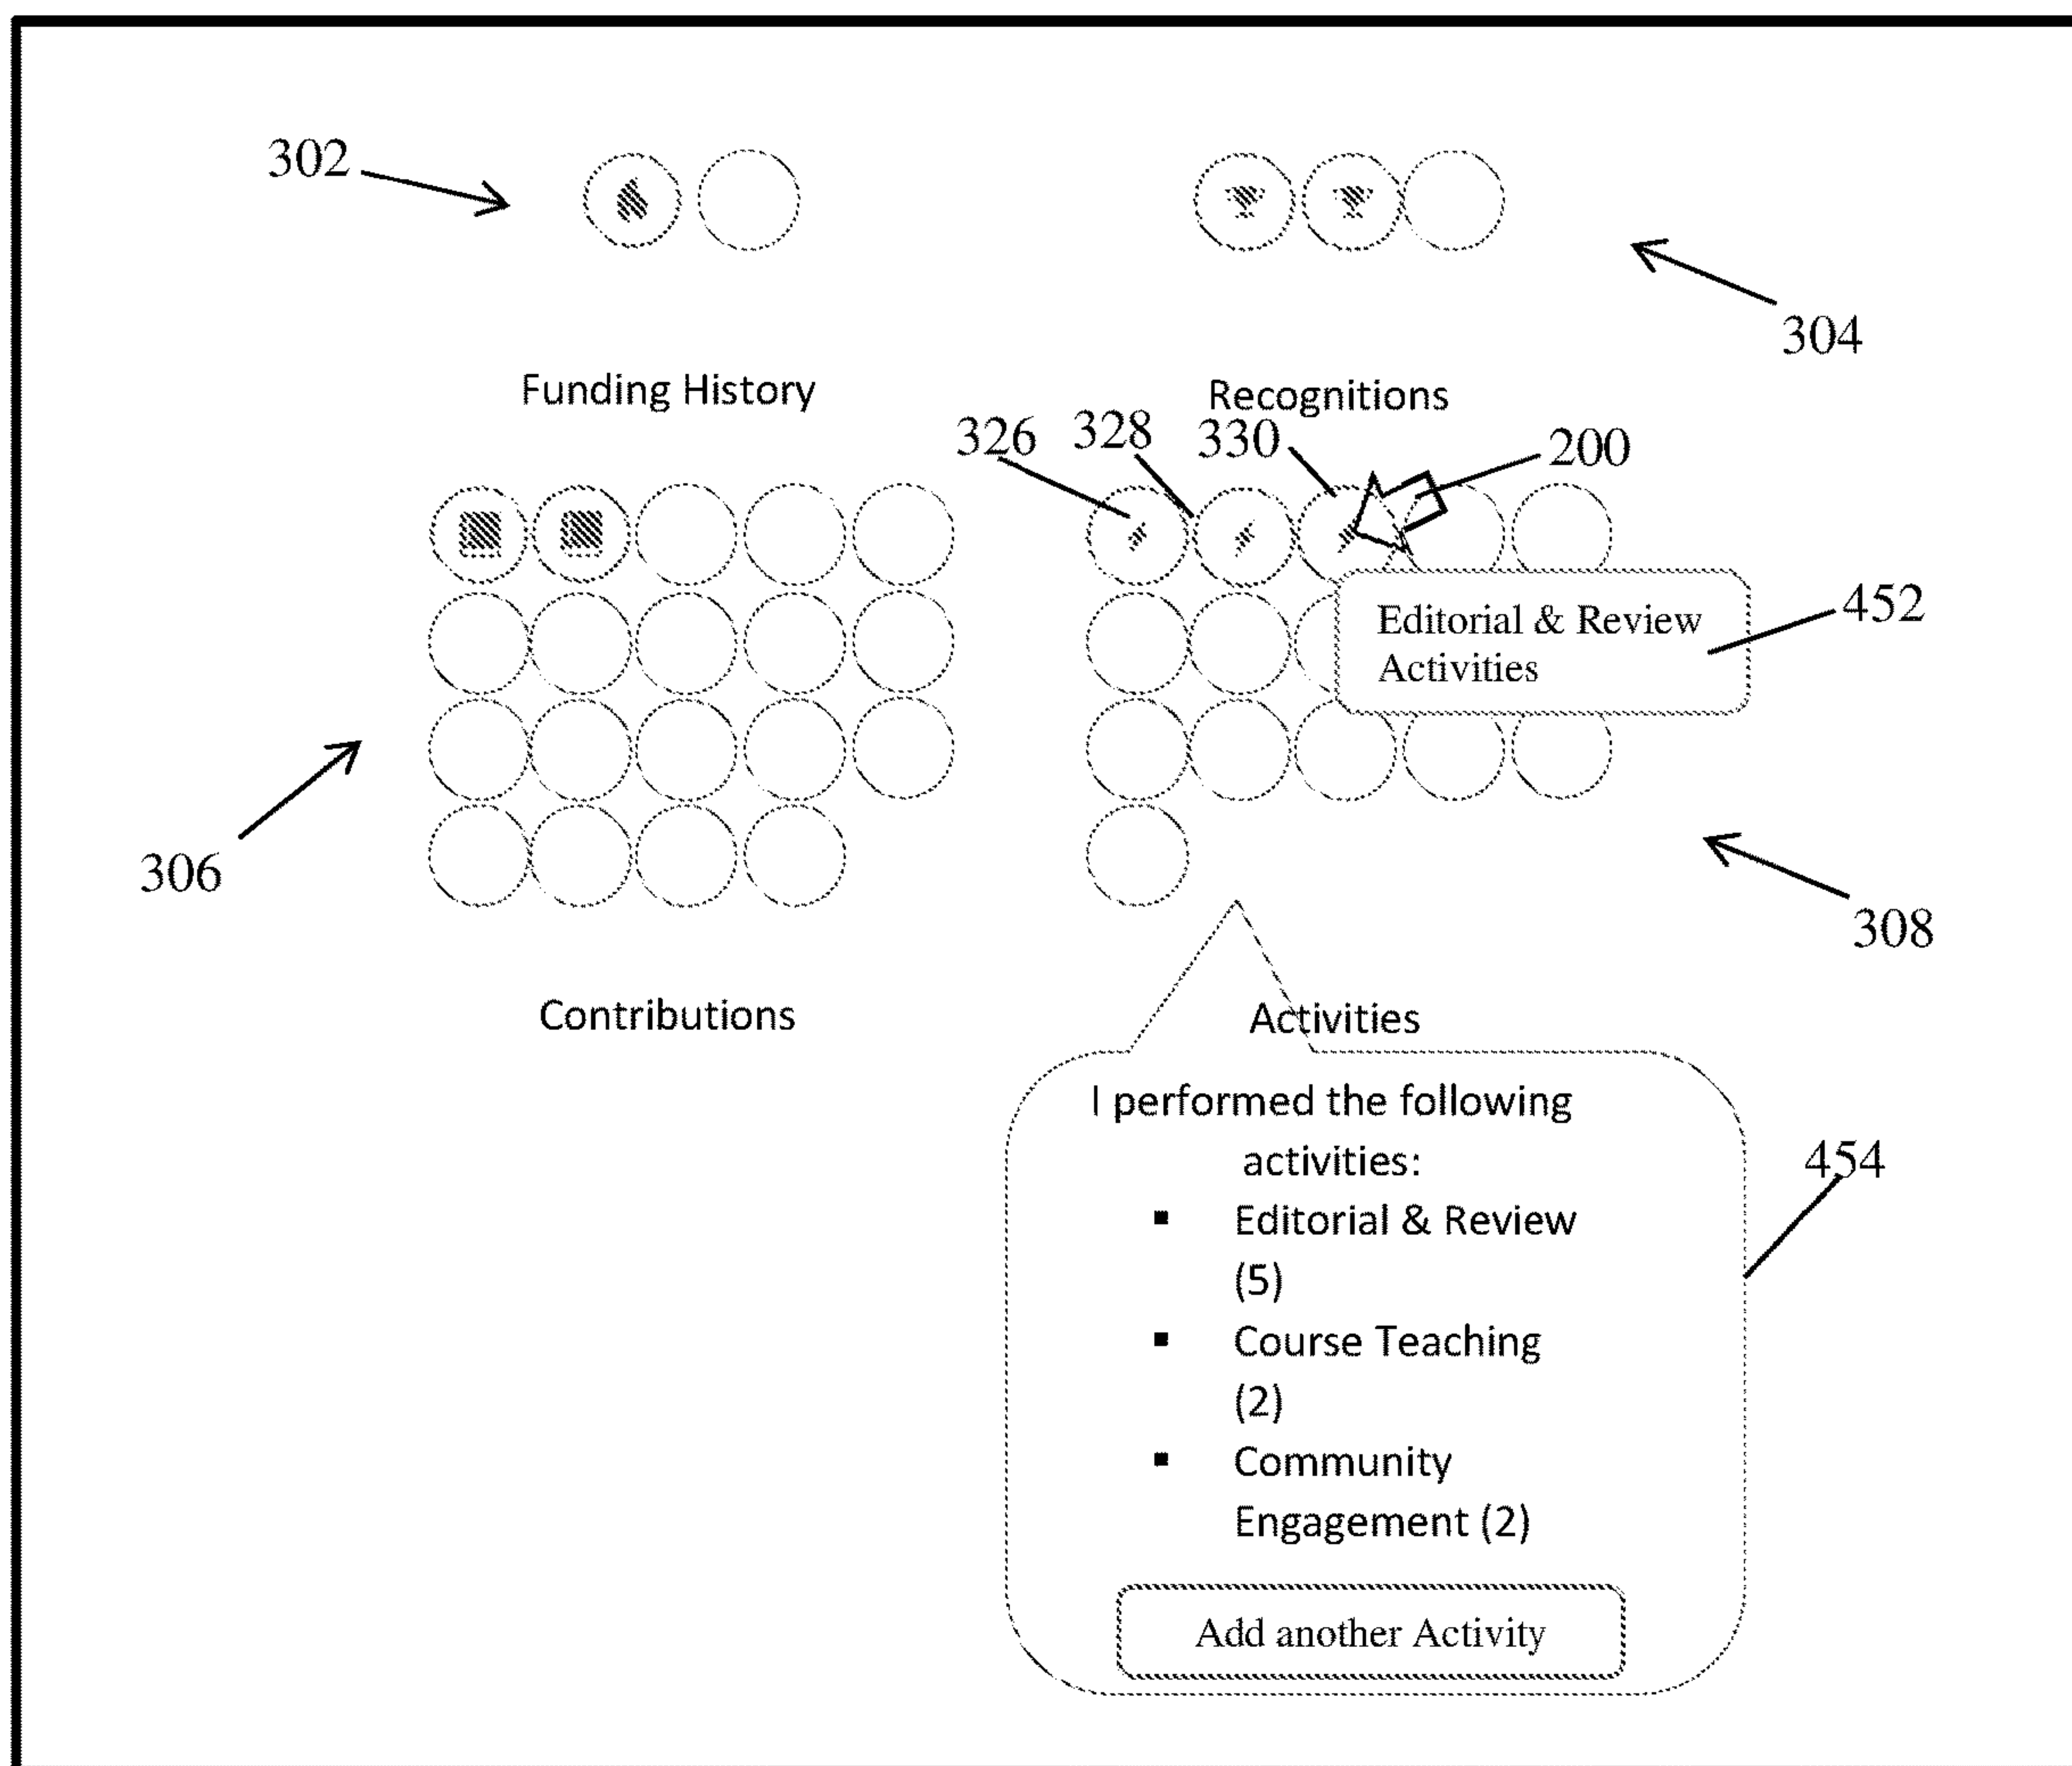 302
304
Funding History
Recognitions
326
328
330
200
Editorial & Review
Activities
452
306
308
Contributions
Activities
I performed the following
activities:
▪ Editorial & Review
(5)
▪ Course Teaching
(2)
▪ Community
Engagement (2)
454
Add another Activity